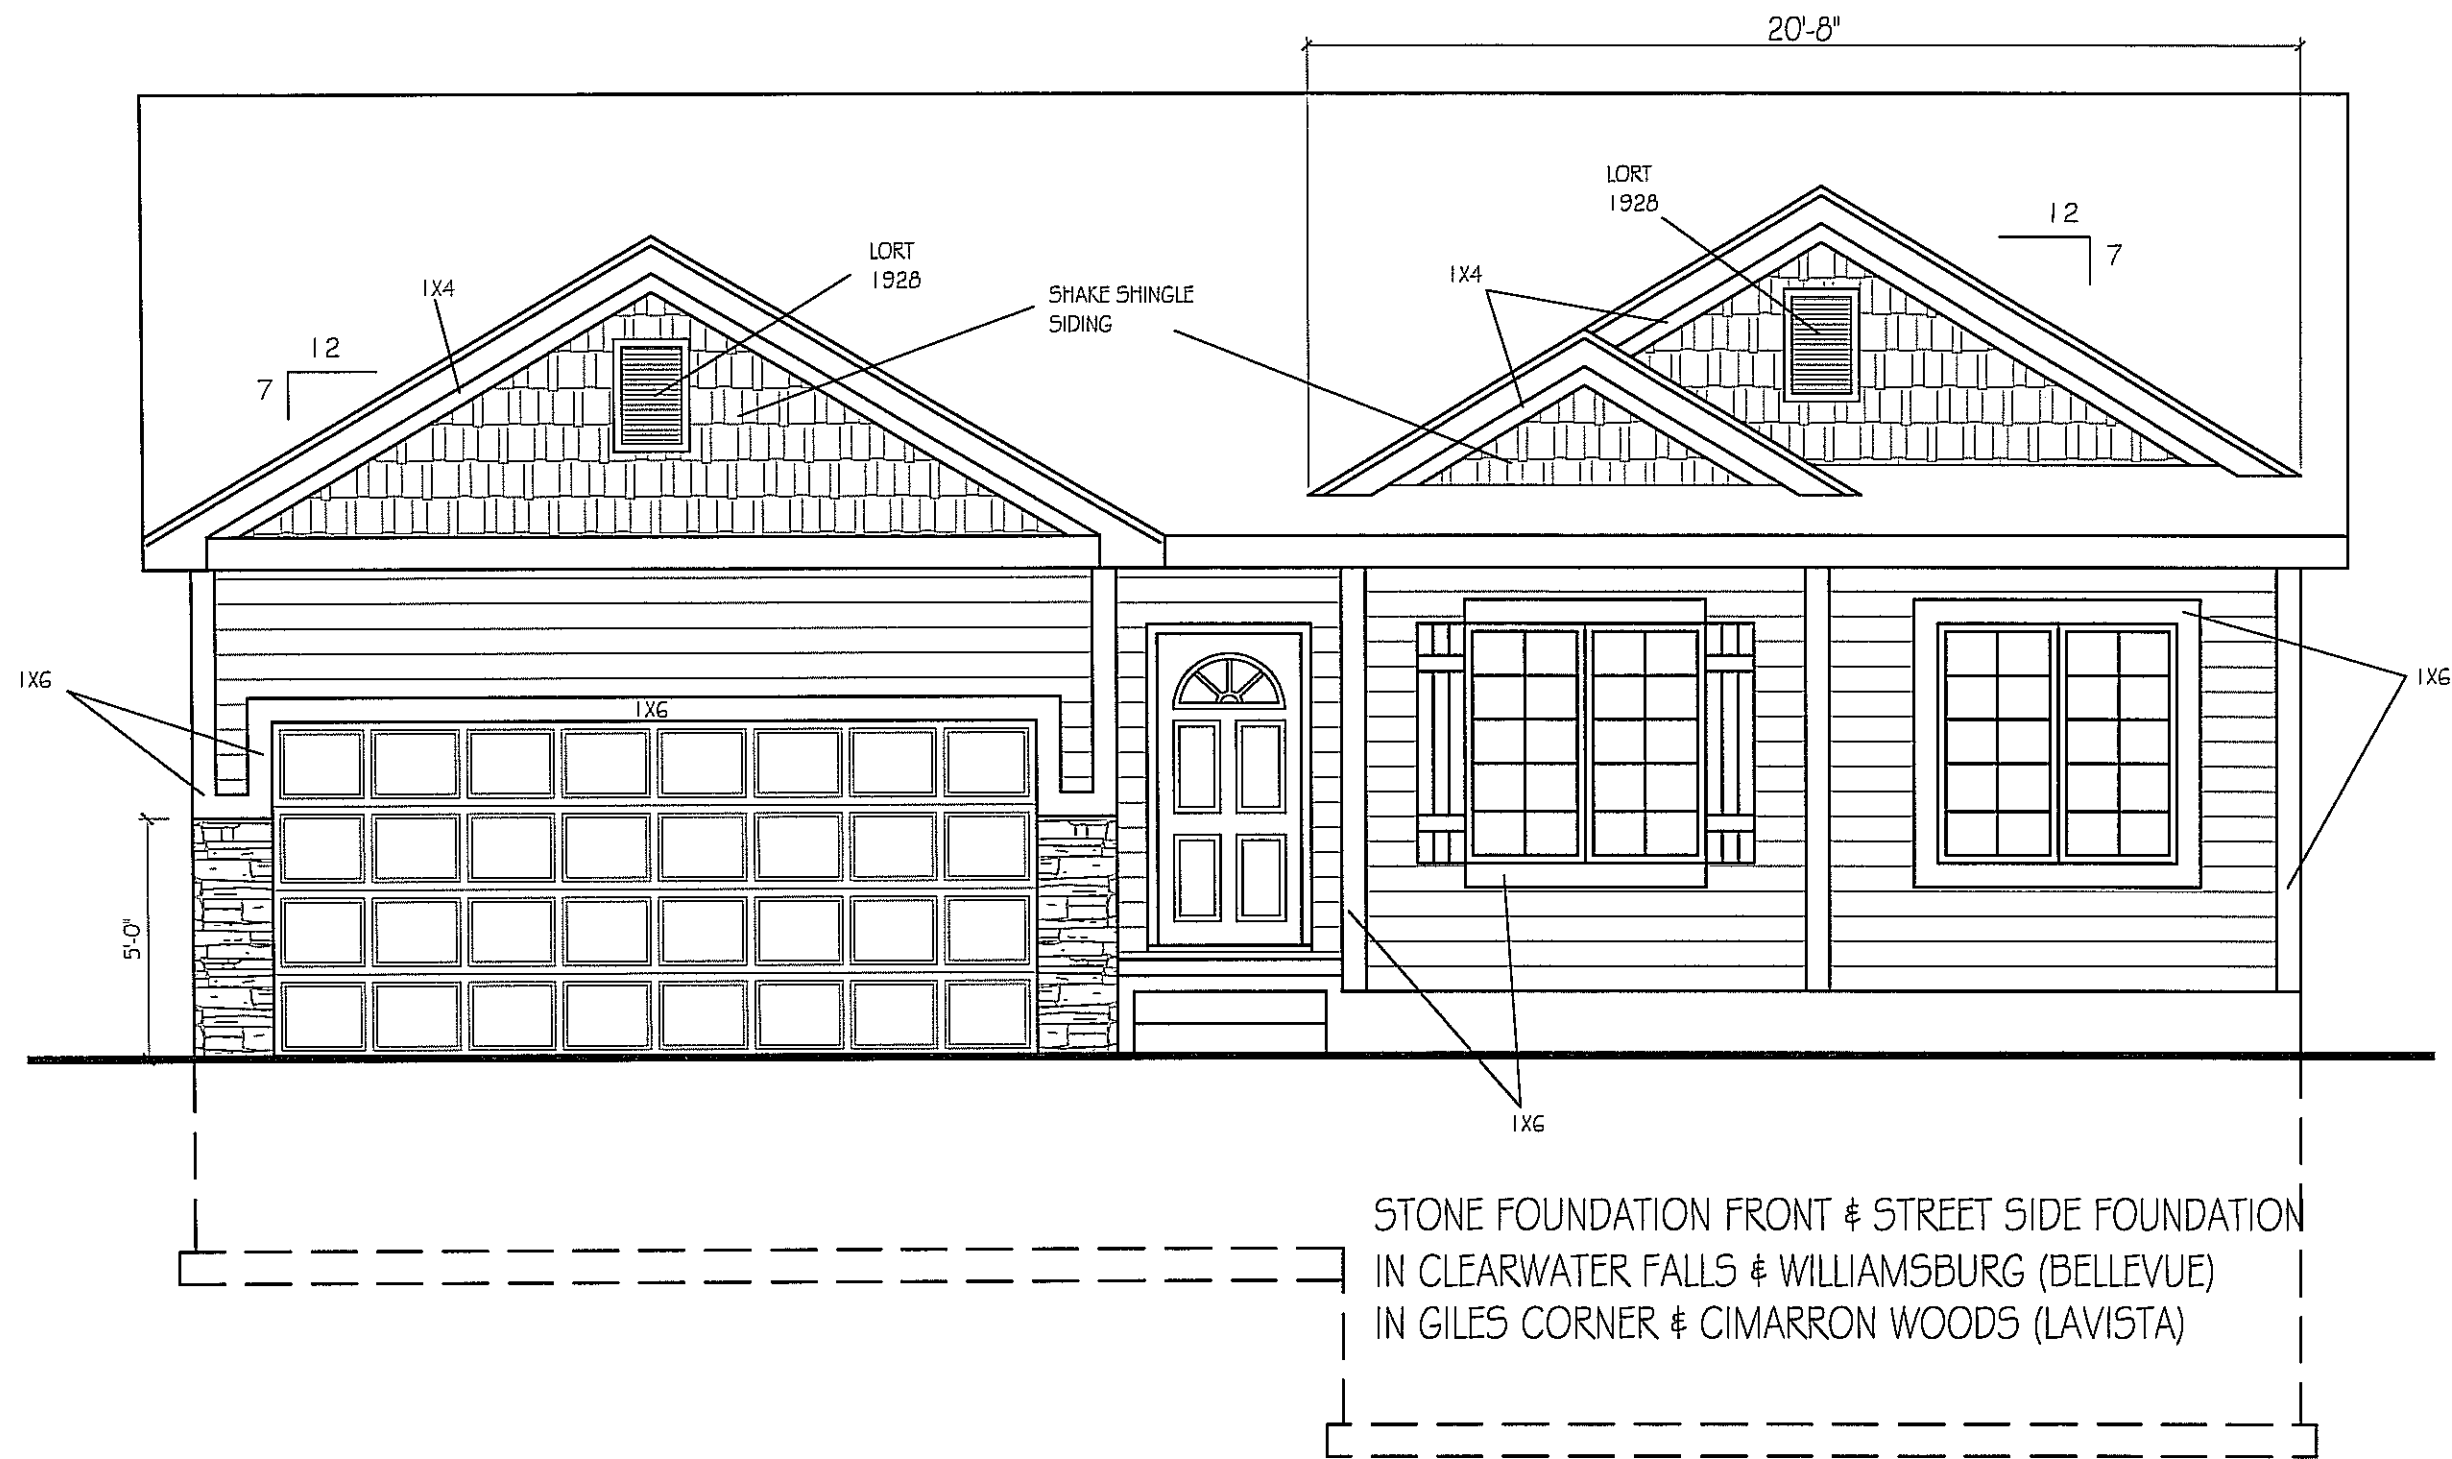 20'-8"
LORT
1928
12
7
1X4
LORT
1928
1X4
SHAKE SHINGLE
SIDING
12
7
1X6
1X6
1X6
5'-0"
1X6
STONE FOUNDATION FRONT & STREET SIDE FOUNDATION
IN CLEARWATER FALLS & WILLIAMSBURG (BELLEVUE)
IN GILES CORNER & CIMARRON WOODS (LAVISTA)